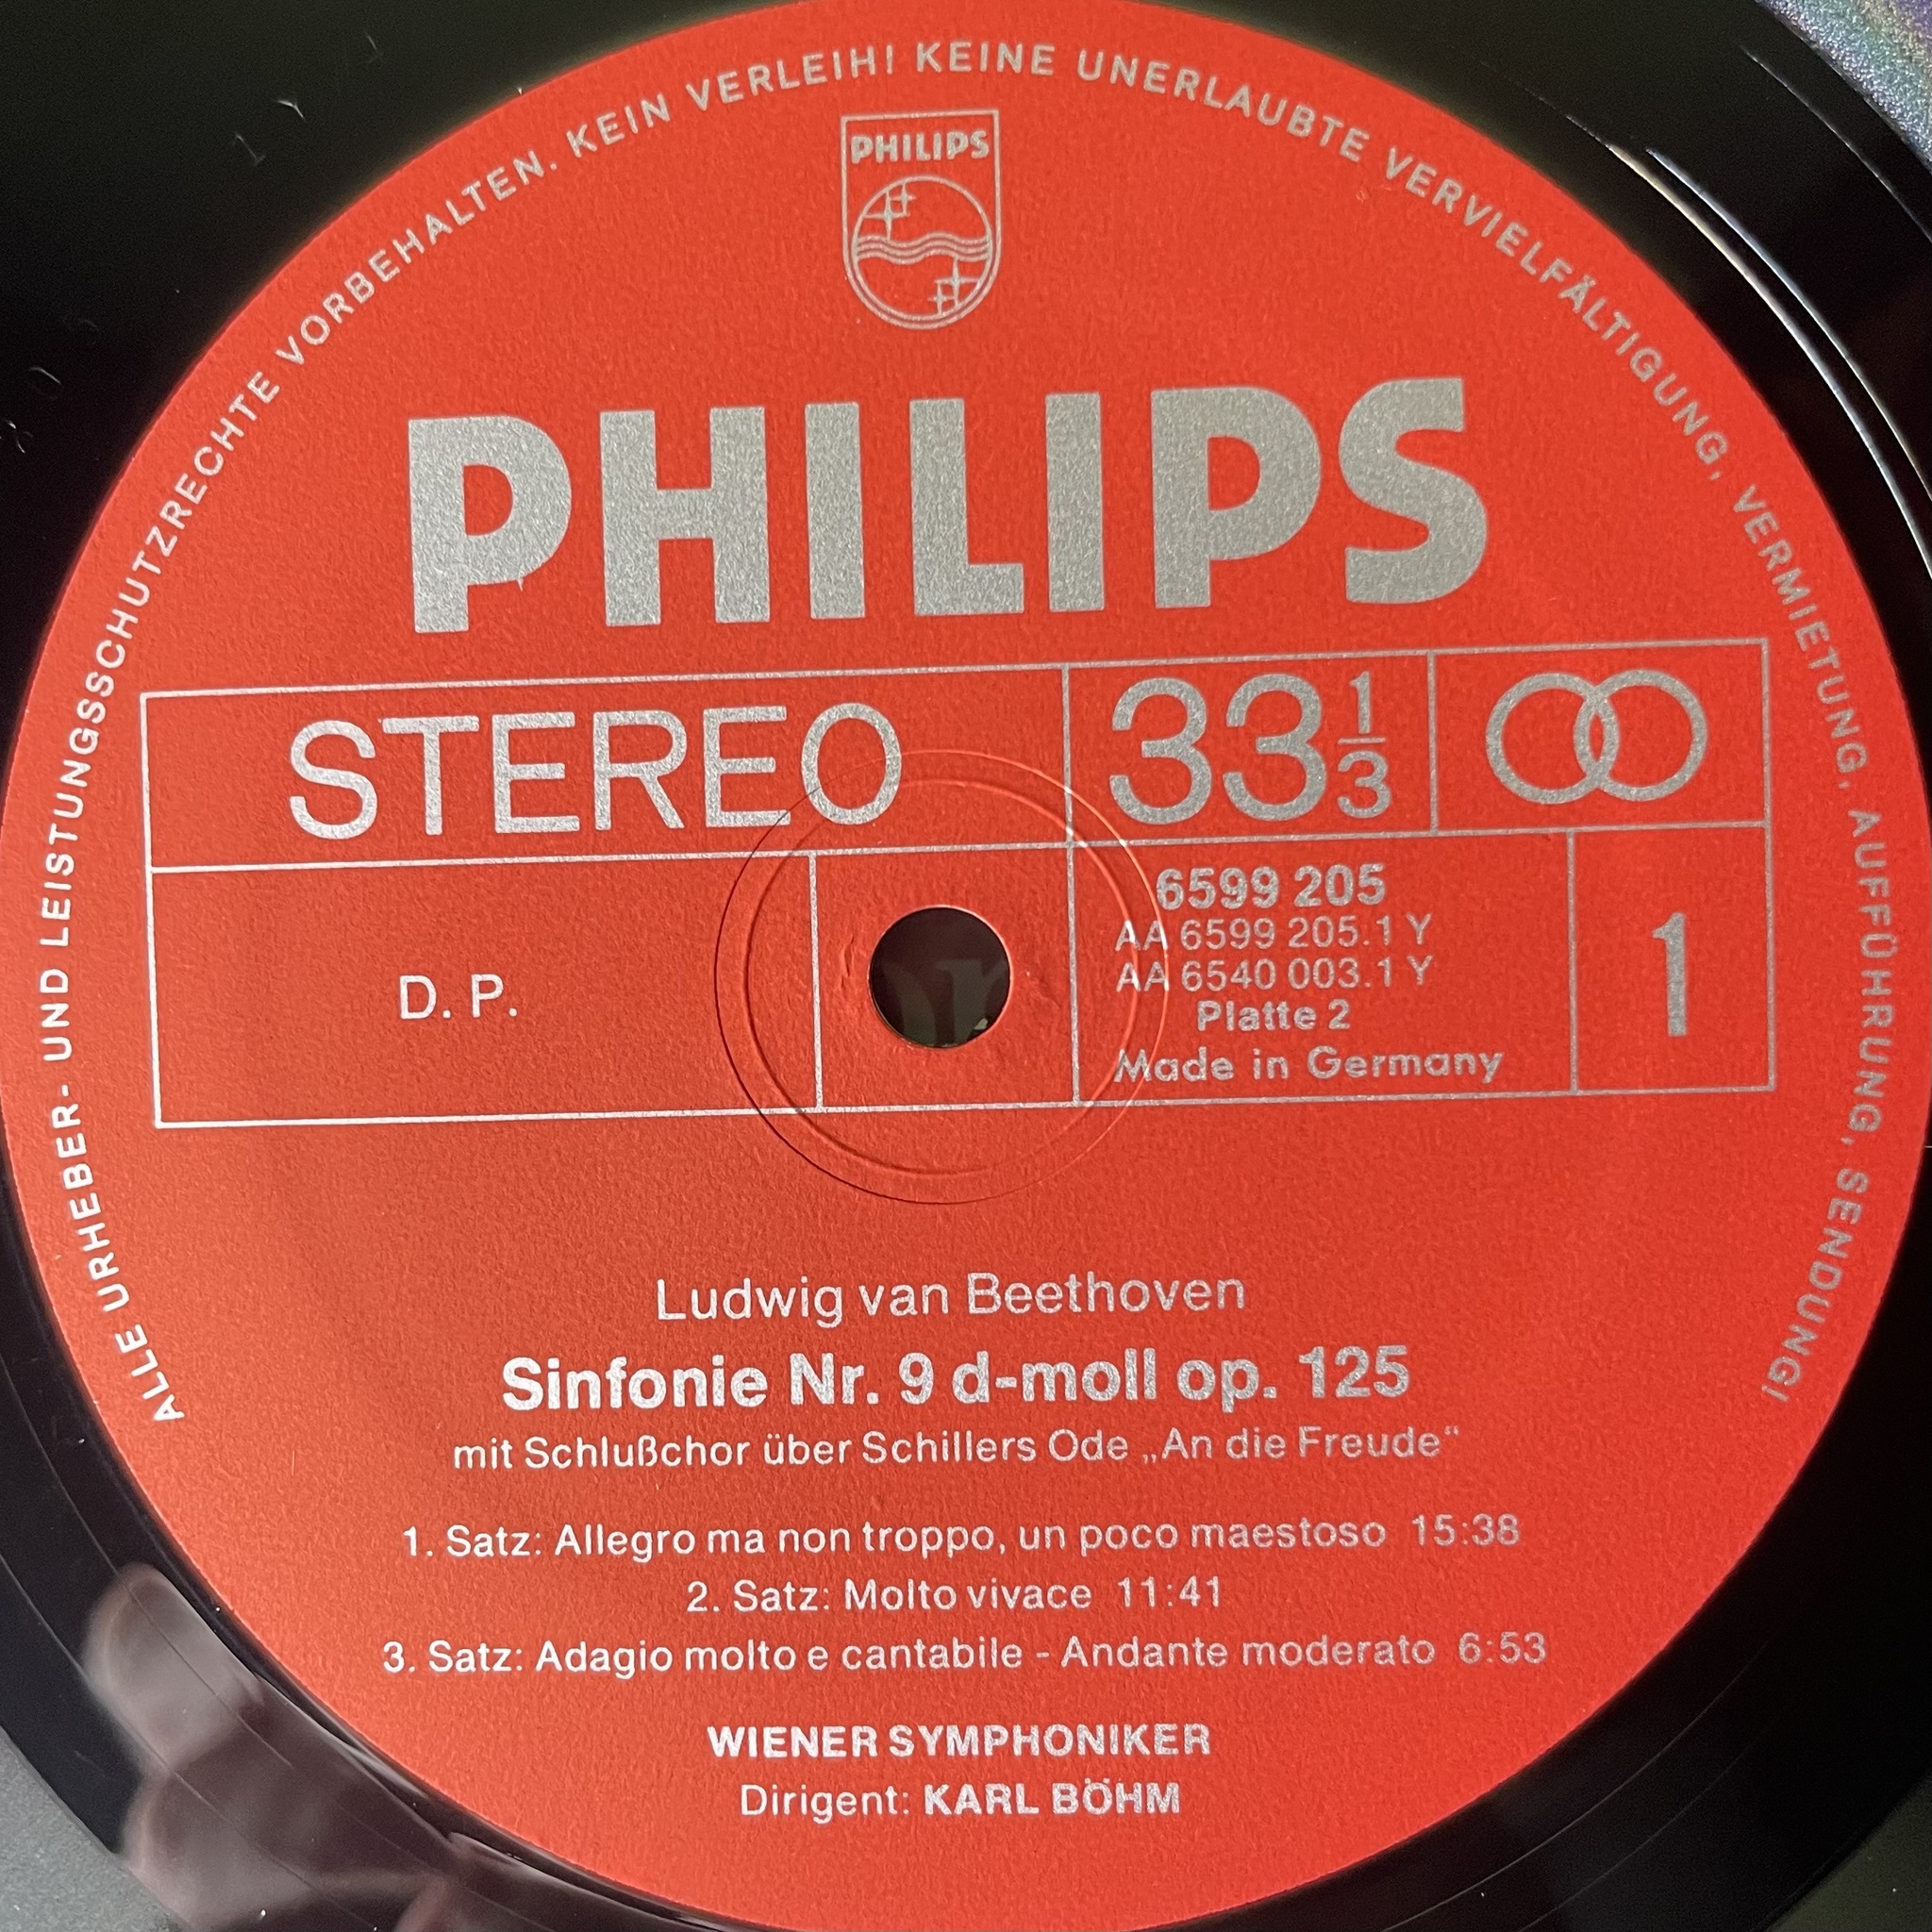 ALLE URHEBER- UND LEISTUNGSSCHUTZRECHTE VORBEHALTEN. KEIN VERLEIH! KEINE UNERLAUBTE VERVIELFÄLTIGUNG, VERMIETUNG, AUFFÜHRUNG, SENDUNG!
PHILIPS
PHILIPS
STEREO
33 1/3
D. P.
6599 205
AA 6599 205.1 Y
AA 6540 003.1 Y
Platte 2
Made in Germany
1
Ludwig van Beethoven
Sinfonie Nr. 9 d-moll op. 125
mit Schlußchor über Schillers Ode „An die Freude“
1. Satz: Allegro ma non troppo, un poco maestoso 15:38
2. Satz: Molto vivace 11:41
3. Satz: Adagio molto e cantabile - Andante moderato 6:53
WIENER SYMPHONIKER
Dirigent: KARL BÖHM